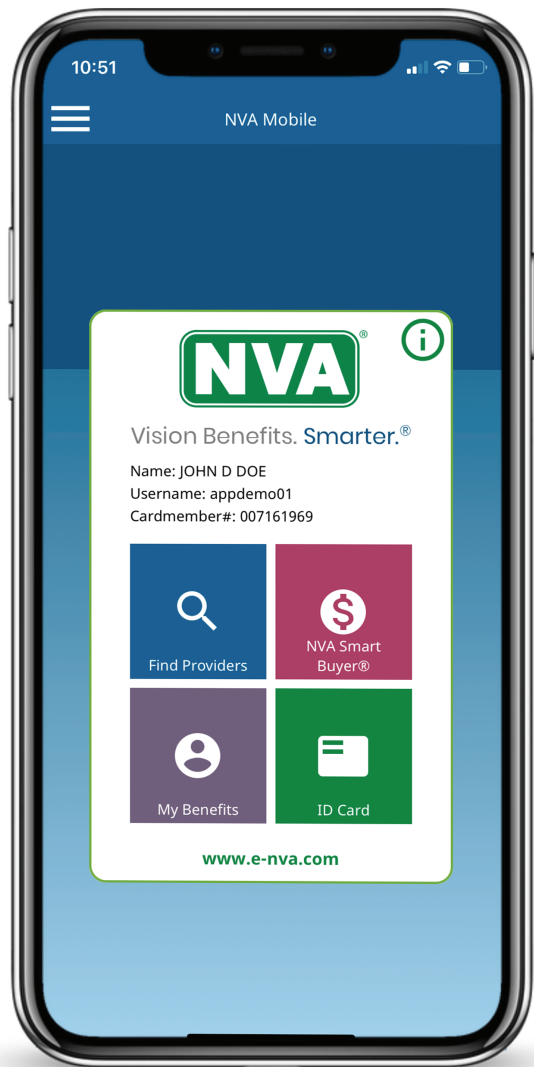 10:51
NVA Mobile
NVA®
Vision Benefits. Smarter.®
Name: JOHN D DOE
Username: appdemo01
Cardmember#: 007161969
Find Providers
NVA Smart
Buyer®
My Benefits
ID Card
www.e-nva.com